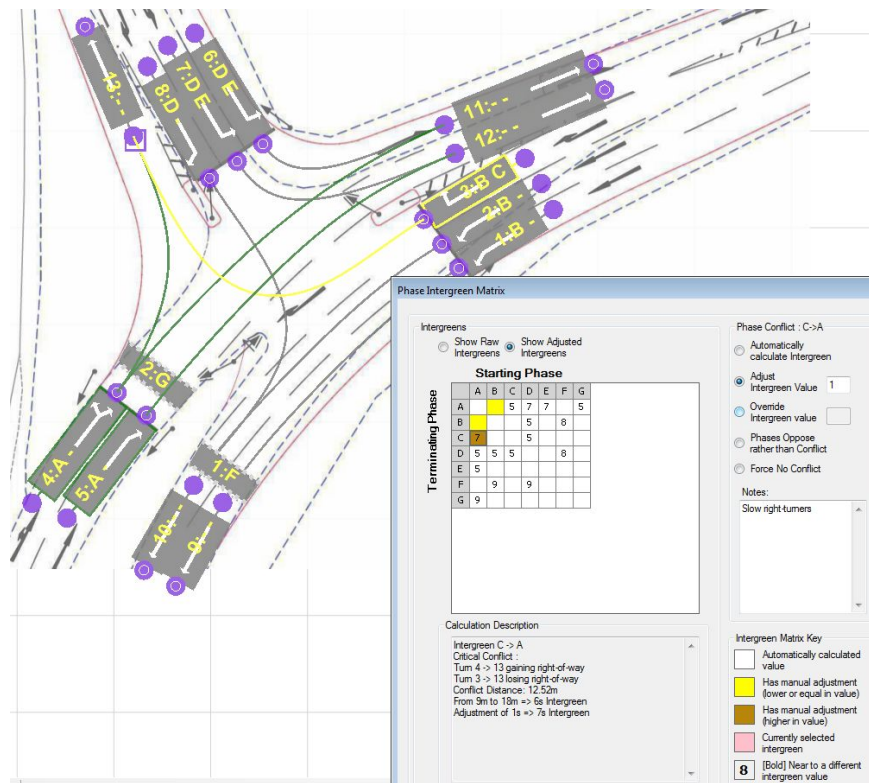 13:- -
8:D -
7:D E
6:D E
11:- -
12:- -
3:B C
2:B -
1:B -
2:G
4:A -
5:A -
1:F
10:- -
9:- -
Phase Intergreen Matrix
Intergreens
Show Raw Intergreens
Show Adjusted Intergreens
Starting Phase
Terminating Phase
A B C D E F G
A 5 7 7 5
B 5 8
C 7 5
D 5 5 5 8
E 5
F 9 9
G 9
Calculation Description
Intergreen C -> A
Critical Conflict :
Turn 4 -> 13 gaining right-of-way
Turn 3 -> 13 losing right-of-way
Conflict Distance: 12.52m
From 9m to 18m => 6s Intergreen
Adjustment of 1s => 7s Intergreen
Phase Conflict : C->A
Automatically
calculate Intergreen
Adjust
Intergreen Value 1
Override
Intergreen value
Phases Oppose
rather than Conflict
Force No Conflict
Notes:
Slow right-turners
Intergreen Matrix Key
Automatically calculated
value
Has manual adjustment
(lower or equal in value)
Has manual adjustment
(higher in value)
Currently selected
intergreen
8 [Bold] Near to a different
intergreen value